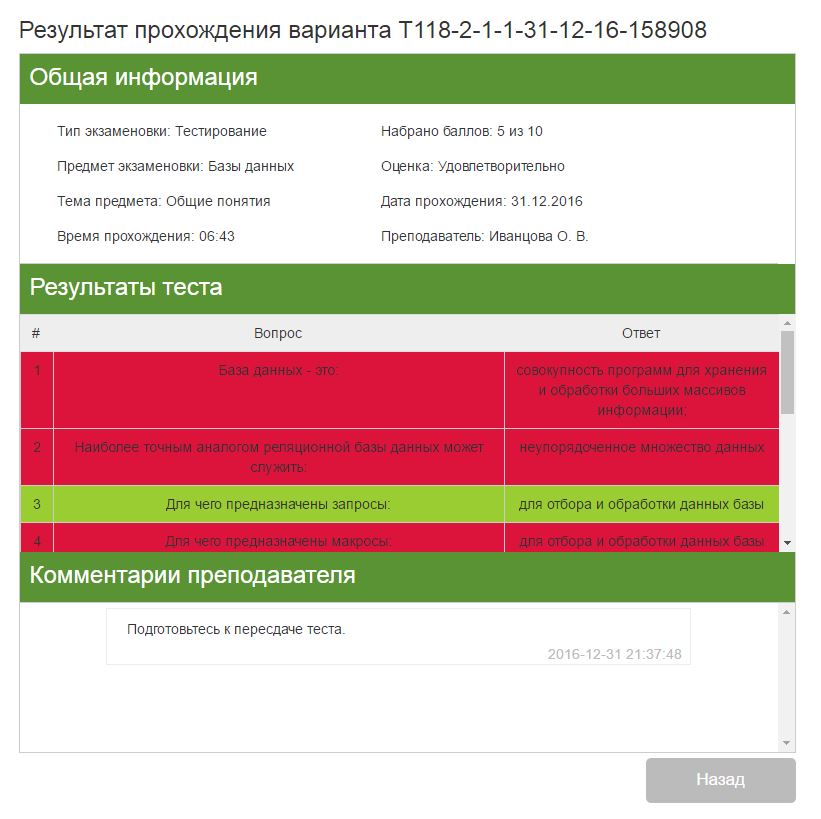 Результат прохождения варианта Т118-2-1-1-31-12-16-158908
Общая информация
Тип экзаменовки: Тестирование
Набрано баллов: 5 из 10
Предмет экзаменовки: Базы данных
Оценка: Удовлетворительно
Тема предмета: Общие понятия
Дата прохождения: 31.12.2016
Время прохождения: 06:43
Преподаватель: Иванцова О. В.
Результаты теста
# Вопрос Ответ
1 База данных - это: совокупность программ для хранения
и обработки больших массивов
информации;
2 Наиболее точным аналогом реляционной базы данных может неупорядоченное множество данных
служить:
3 Для чего предназначены запросы: для отбора и обработки данных базы
4 Для чего предназначены макросы: для отбора и обработки данных базы
Комментарии преподавателя
Подготовьтесь к пересдаче теста.
2016-12-31 21:37:48
Назад